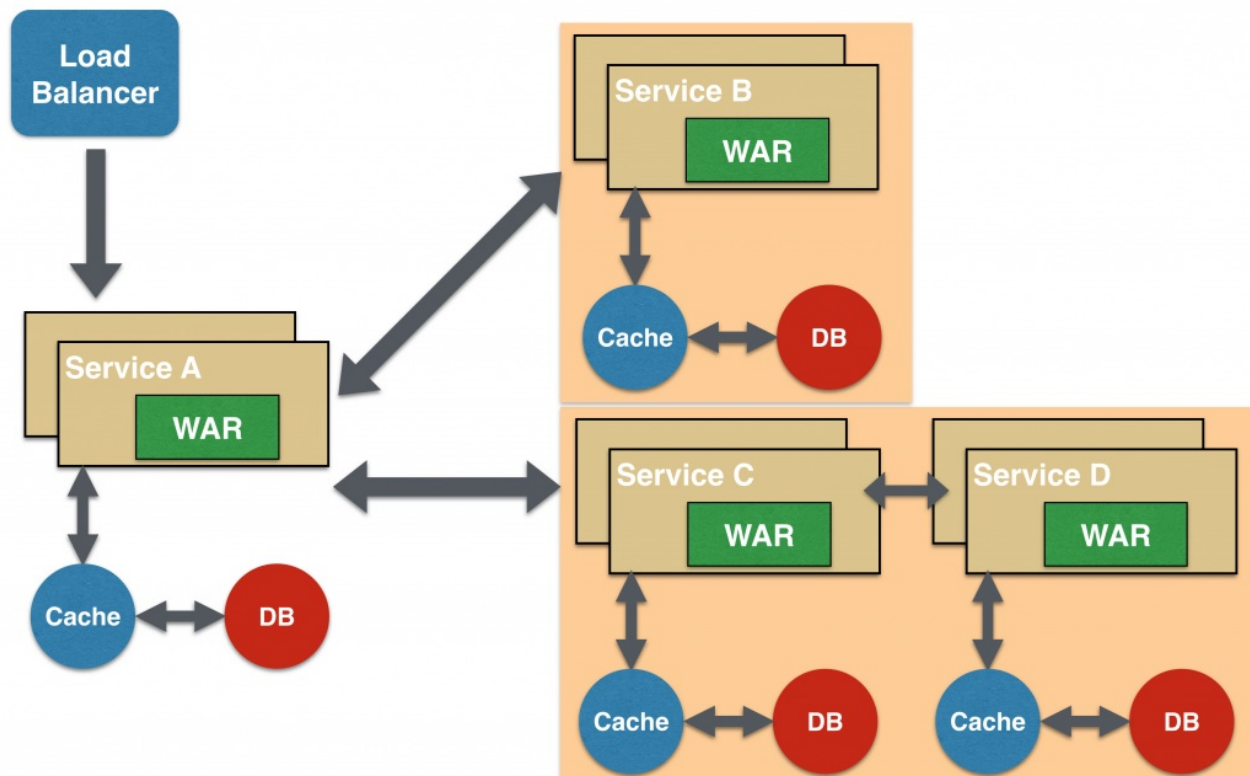 Load
Balancer
Service B
WAR
Cache
DB
Service A
WAR
Cache
DB
Service C
WAR
Service D
WAR
Cache
DB
Cache
DB